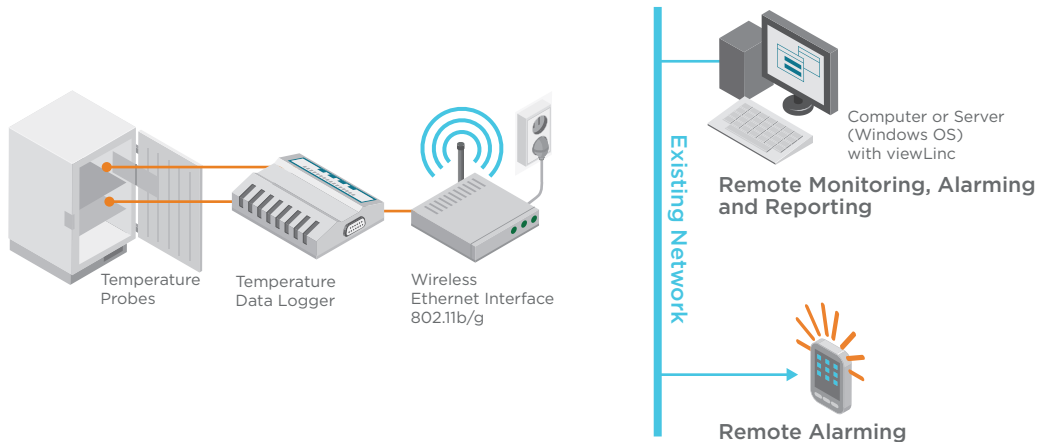 Temperature
Probes
Temperature
Data Logger
Wireless
Ethernet Interface
802.11b/g
Existing Network
Computer or Server
(Windows OS)
with viewLinc
Remote Monitoring, Alarming
and Reporting
Remote Alarming